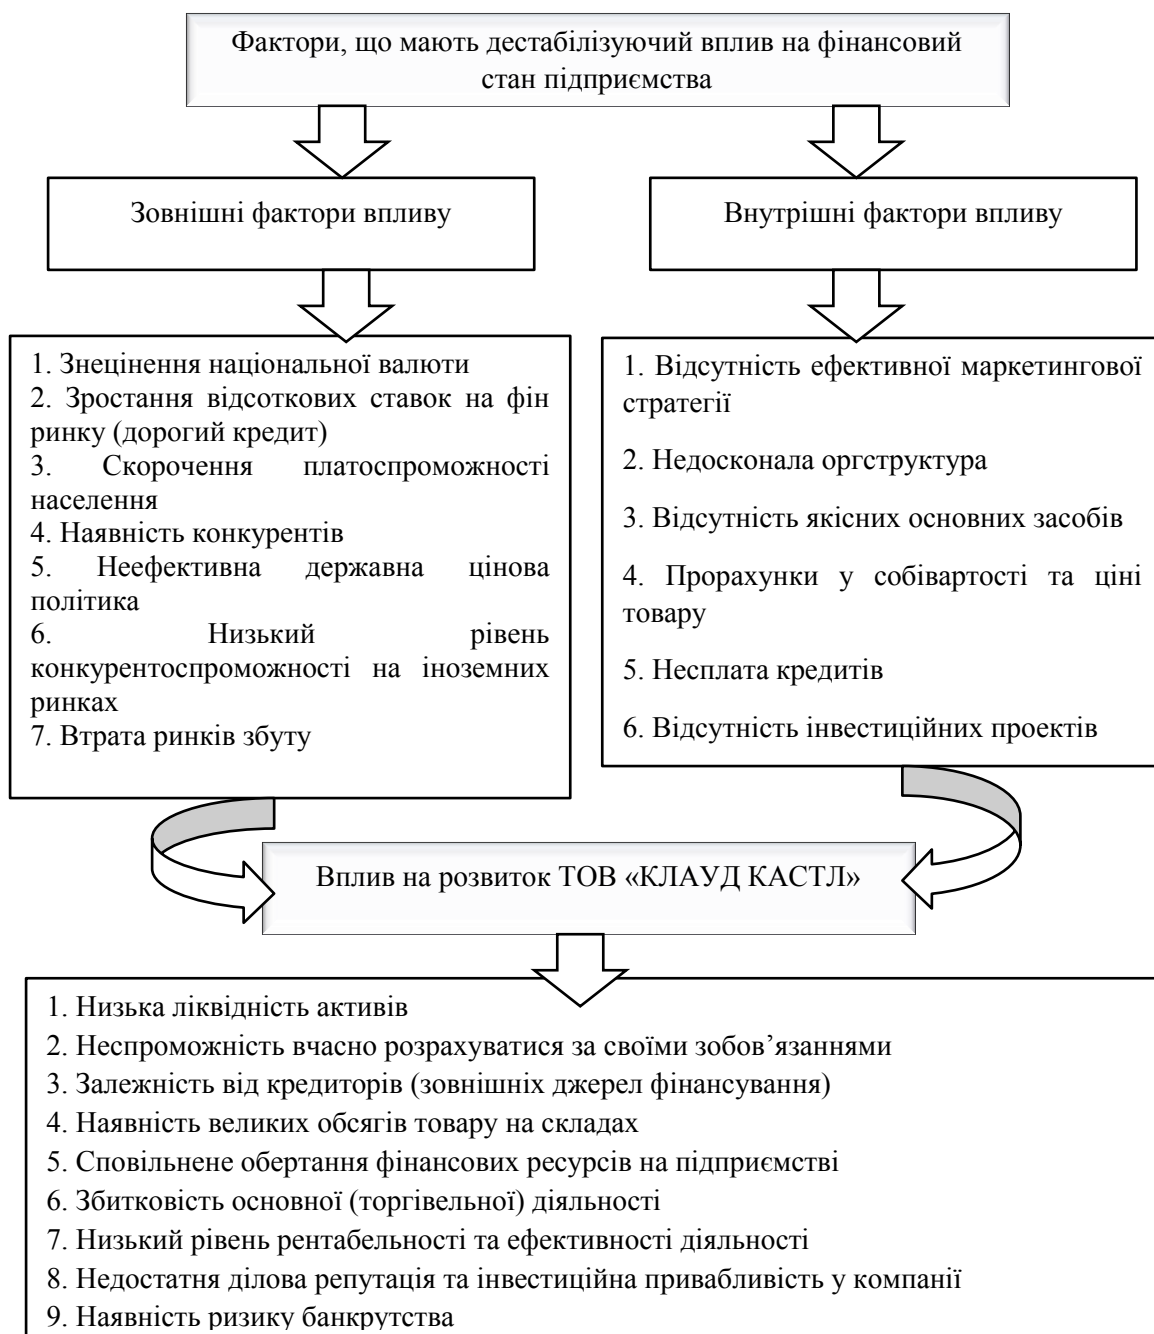 Фактори, що мають дестабілізуючий вплив на фінансовий
стан підприємства
Зовнішні фактори впливу
Внутрішні фактори впливу
1. Знецінення національної валюти
2. Зростання відсоткових ставок на фін
ринку (дорогий кредит)
3. Скорочення платоспроможності
населення
4. Наявність конкурентів
5. Неефективна державна цінова
політика
6. Низький рівень
конкурентоспроможності на іноземних
ринках
7. Втрата ринків збуту
1. Відсутність ефективної маркетингової
стратегії
2. Недосконала оргструктура
3. Відсутність якісних основних засобів
4. Прорахунки у собівартості та ціні
товару
5. Несплата кредитів
6. Відсутність інвестиційних проектів
Вплив на розвиток ТОВ «КЛАУД КАСТЛ»
1. Низька ліквідність активів
2. Неспроможність вчасно розрахуватися за своїми зобов’язаннями
3. Залежність від кредиторів (зовнішніх джерел фінансування)
4. Наявність великих обсягів товару на складах
5. Сповільнене обертання фінансових ресурсів на підприємстві
6. Збитковість основної (торгівельної) діяльності
7. Низький рівень рентабельності та ефективності діяльності
8. Недостатня ділова репутація та інвестиційна привабливість у компанії
9. Наявність ризику банкрутства